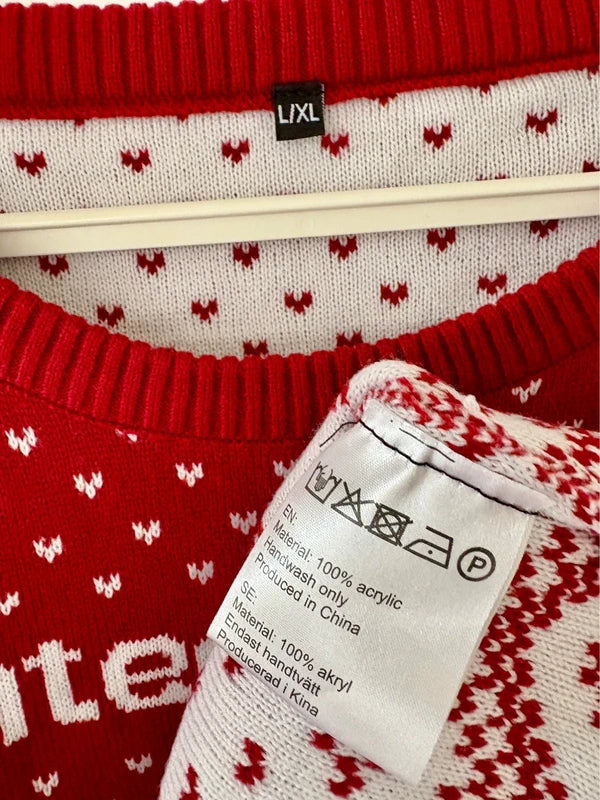 L/XL
P
EN:
Material: 100% acrylic
Handwash only
Produced in China
SE:
Material: 100% akryl
Endast handtvätt
Producerad i Kina